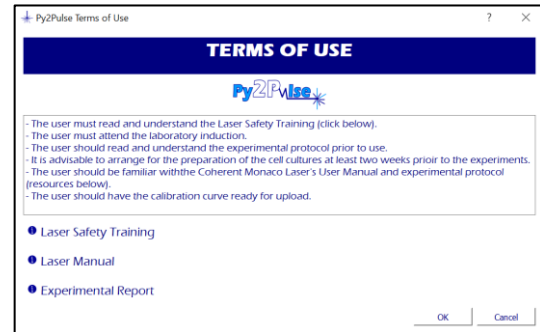 Py2Pulse Terms of Use
TERMS OF USE
Py2Pulse
- The user must read and understand the Laser Safety Training (click below).
- The user must attend the laboratory induction.
- The user should read and understand the experimental protocol prior to use.
- It is advisable to arrange for the preparation of the cell cultures at least two weeks prioir to the experiments.
- The user should be familiar withthe Coherent Monaco Laser's User Manual and experimental protocol
(resources below).
- The user should have the calibration curve ready for upload.
Laser Safety Training
Laser Manual
Experimental Report
OK Cancel